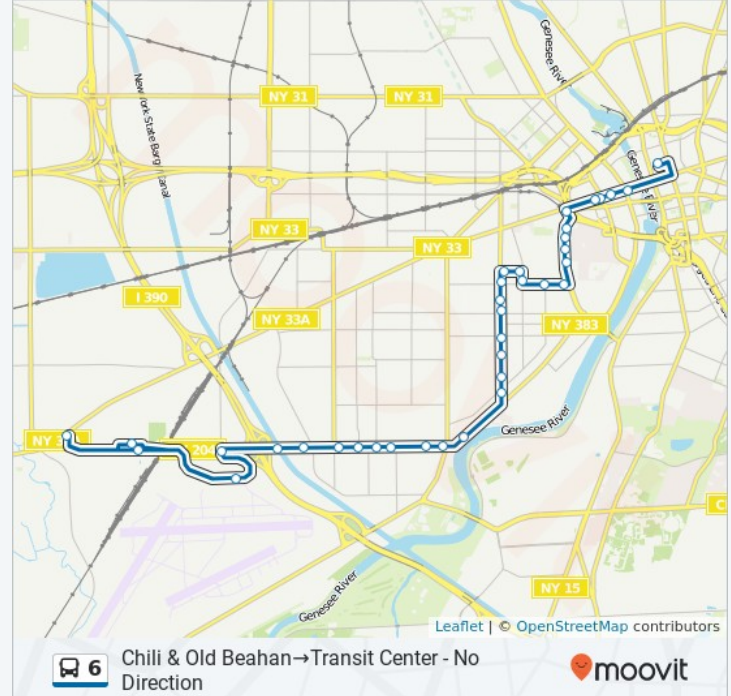 Genesee River
NY 31
NY 31
New York State Barge Canal
Genesee River
NY 33
NY 33
I 390
NY 33A
NY 383
Genesee River
NY
204
NY 15
Genesee River
Leaflet | © OpenStreetMap contributors
6
Chili & Old Beahan→Transit Center - No
Direction
moovit